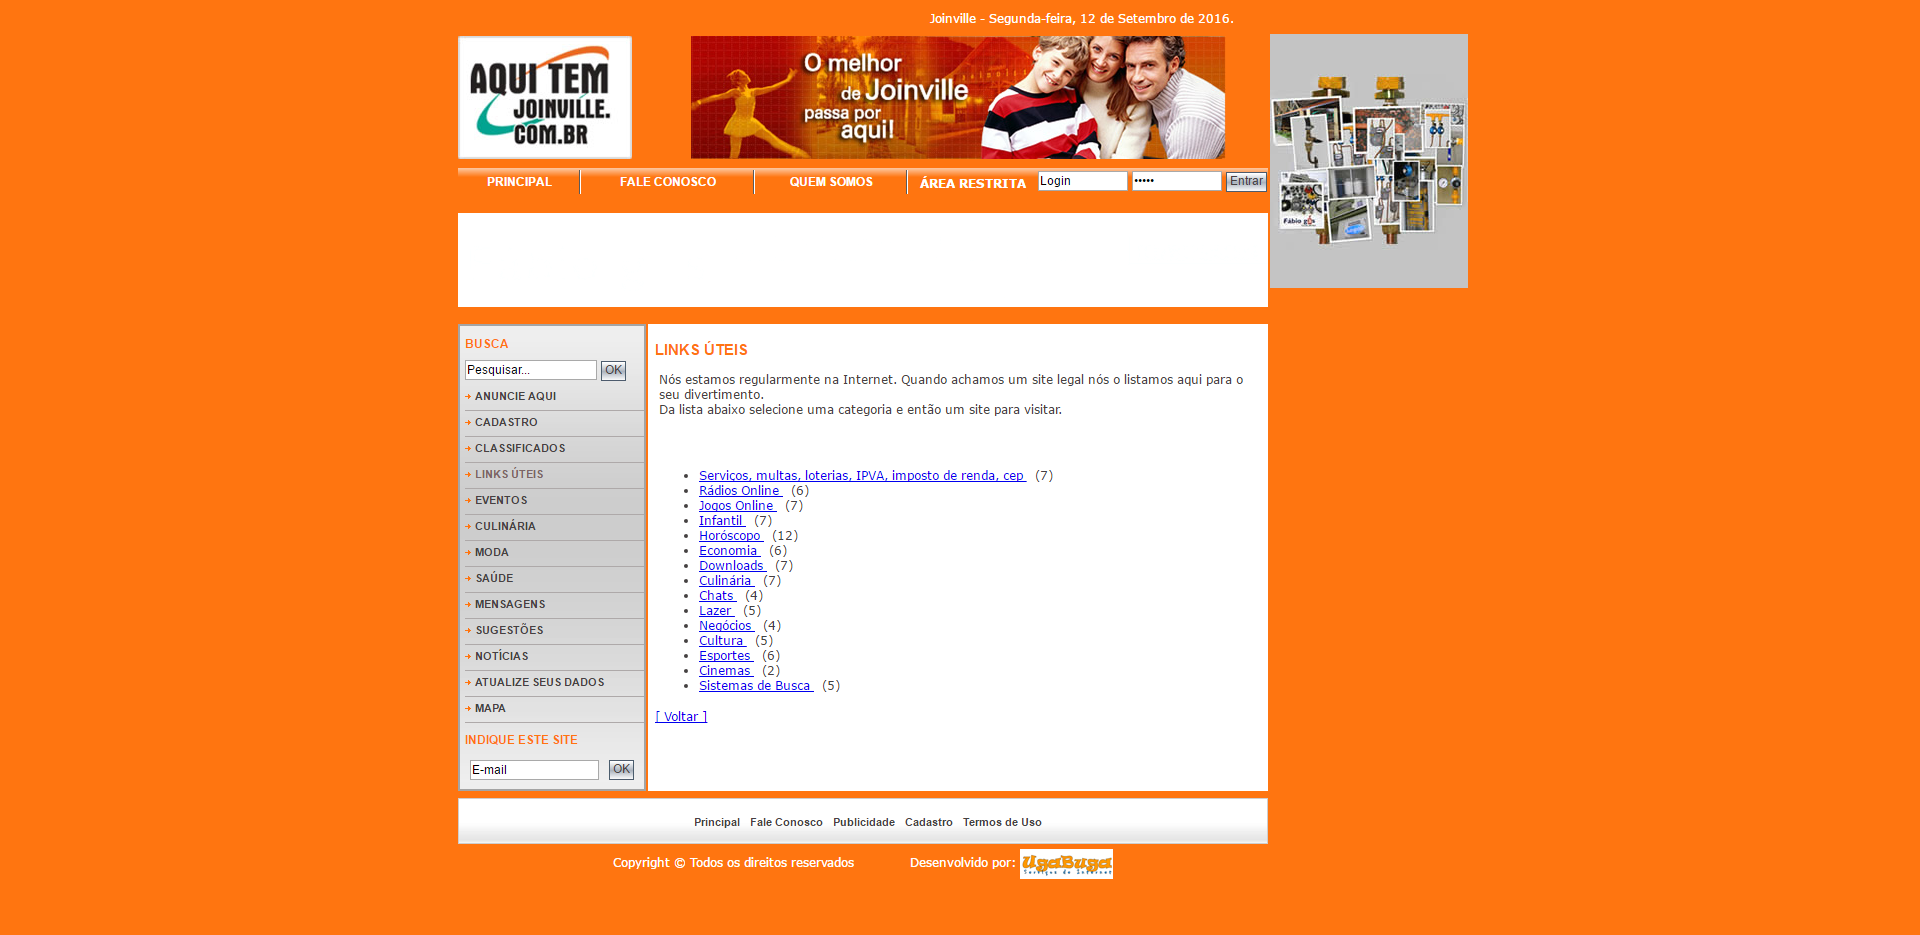 Joinville - Segunda-feira, 12 de Setembro de 2016.
AQUI TEM
JOINVILLE.
COM.BR
O melhor
de Joinville
passa por
aqui!
PRINCIPAL
FALE CONOSCO
QUEM SOMOS
ÁREA RESTRITA
Login
•••••
Entrar
Fábio gás
BUSCA
Pesquisar...
OK
ANUNCIE AQUI
CADASTRO
CLASSIFICADOS
LINKS ÚTEIS
EVENTOS
CULINÁRIA
MODA
SAÚDE
MENSAGENS
SUGESTÕES
NOTÍCIAS
ATUALIZE SEUS DADOS
MAPA
INDIQUE ESTE SITE
E-mail
OK
LINKS ÚTEIS
Nós estamos regularmente na Internet. Quando achamos um site legal nós o listamos aqui para o
seu divertimento.
Da lista abaixo selecione uma categoria e então um site para visitar.
Serviços, multas, loterias, IPVA, imposto de renda, cep (7)
Rádios Online (6)
Jogos Online (7)
Infantil (7)
Horóscopo (12)
Economia (6)
Downloads (7)
Culinária (7)
Chats (4)
Lazer (5)
Negócios (4)
Cultura (5)
Esportes (6)
Cinemas (2)
Sistemas de Busca (5)
[ Voltar ]
Principal Fale Conosco Publicidade Cadastro Termos de Uso
Copyright © Todos os direitos reservados
Desenvolvido por:
UgaBuga
Serviços de Internet